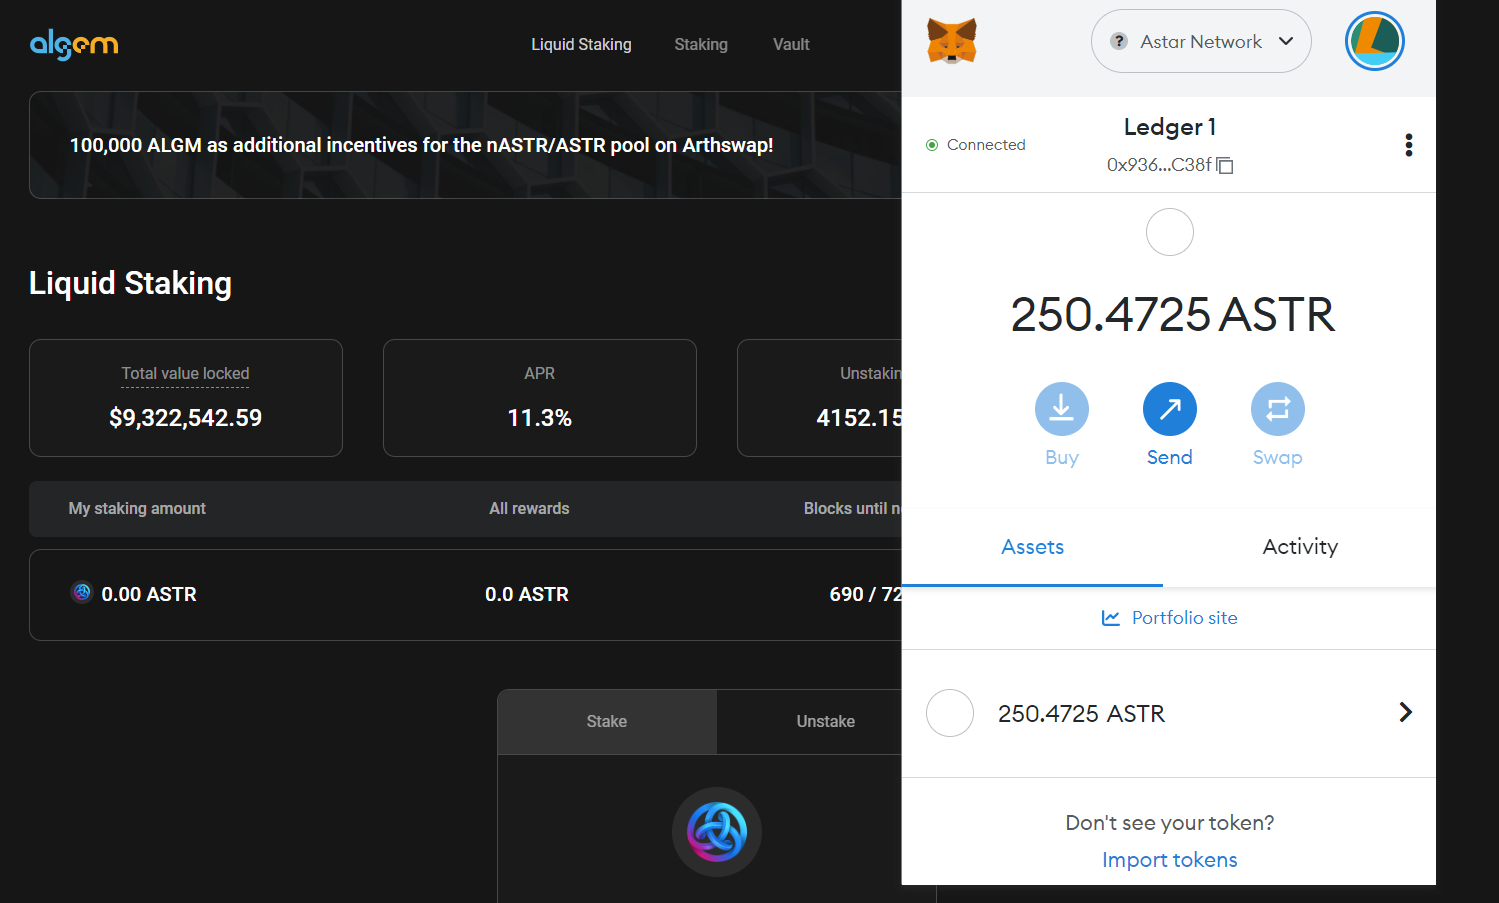 algem
Liquid Staking
Staking
Vault
100,000 ALGM as additional incentives for the nASTR/ASTR pool on Arthswap!
Liquid Staking
Total value locked
$9,322,542.59
APR
11.3%
4152.15
My staking amount
All rewards
Blocks until
0.00 ASTR
0.0 ASTR
690 / 72
Stake
Unstake
? Astar Network
Connected
Ledger 1
0x936...C38f
250.4725 ASTR
Buy
Send
Swap
Assets
Activity
Portfolio site
250.4725 ASTR
Don't see your token?
Import tokens